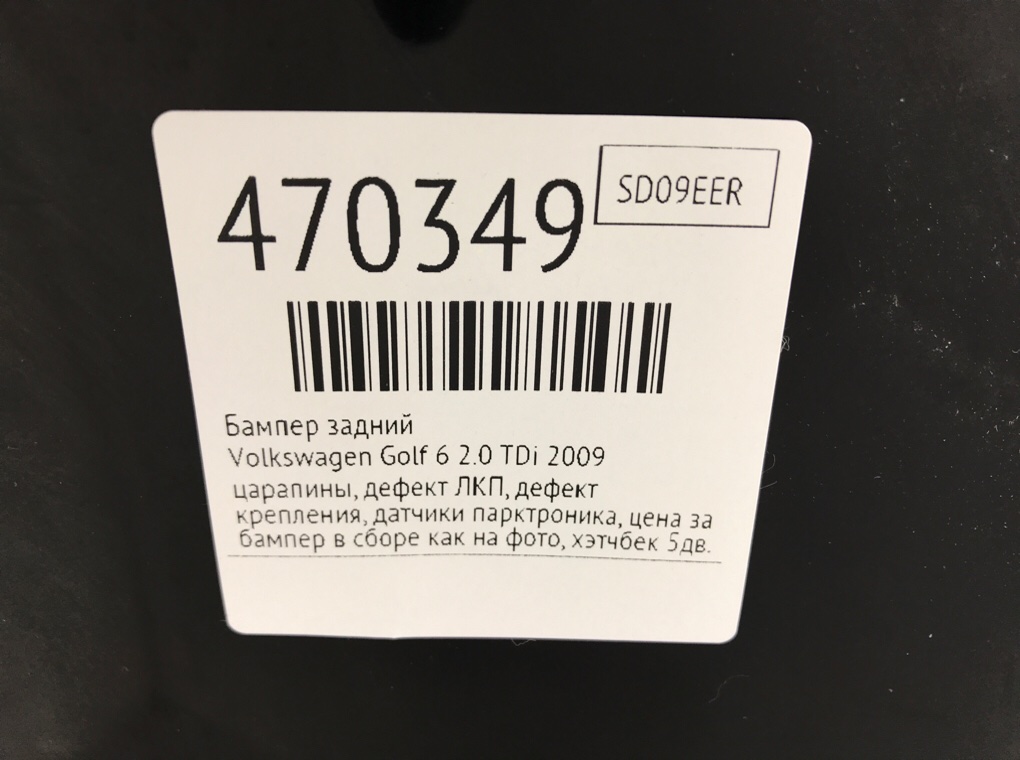 470349
SD09EER
Бампер задний
Volkswagen Golf 6 2.0 TDi 2009
царапины, дефект ЛКП, дефект
крепления, датчики парктроника, цена за
бампер в сборе как на фото, хэтчбек 5дв.